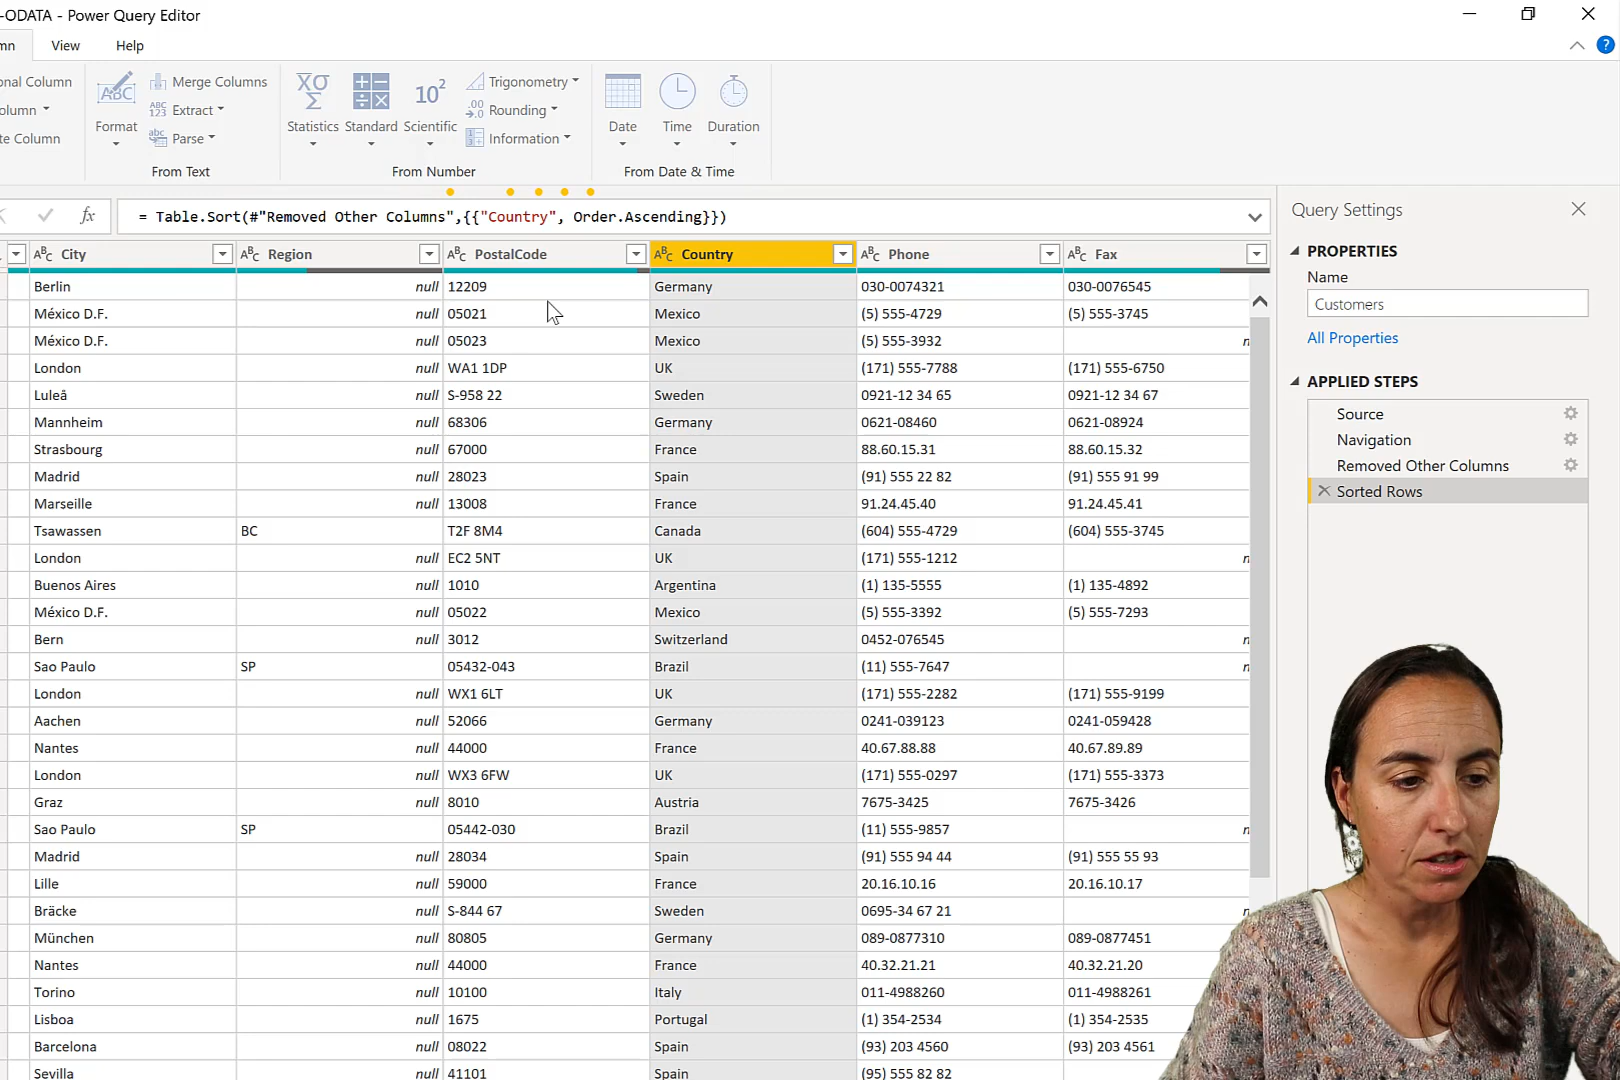 -ODATA - Power Query Editor
mn View Help
onal Column Merge Columns Trigonometry
olumn Extract Rounding
te Column Format Parse Statistics Standard Scientific Information Date Time Duration
From Text From Number From Date & Time
= Table.Sort(#"Removed Other Columns",{{"Country", Order.Ascending}})
City Region PostalCode Country Phone Fax
Berlin null 12209 Germany 030-0074321 030-0076545
México D.F. null 05021 Mexico (5) 555-4729 (5) 555-3745
México D.F. null 05023 Mexico (5) 555-3932 n
London null WA1 1DP UK (171) 555-7788 (171) 555-6750
Luleå null S-958 22 Sweden 0921-12 34 65 0921-12 34 67
Mannheim null 68306 Germany 0621-08460 0621-08924
Strasbourg null 67000 France 88.60.15.31 88.60.15.32
Madrid null 28023 Spain (91) 555 22 82 (91) 555 91 99
Marseille null 13008 France 91.24.45.40 91.24.45.41
Tsawassen BC T2F 8M4 Canada (604) 555-4729 (604) 555-3745
London null EC2 5NT UK (171) 555-1212 n
Buenos Aires null 1010 Argentina (1) 135-5555 (1) 135-4892
México D.F. null 05022 Mexico (5) 555-3392 (5) 555-7293
Bern null 3012 Switzerland 0452-076545 n
Sao Paulo SP 05432-043 Brazil (11) 555-7647 n
London null WX1 6LT UK (171) 555-2282 (171) 555-9199
Aachen null 52066 Germany 0241-039123 0241-059428
Nantes null 44000 France 40.67.88.88 40.67.89.89
London null WX3 6FW UK (171) 555-0297 (171) 555-3373
Graz null 8010 Austria 7675-3425 7675-3426
Sao Paulo SP 05442-030 Brazil (11) 555-9857 n
Madrid null 28034 Spain (91) 555 94 44 (91) 555 55 93
Lille null 59000 France 20.16.10.16 20.16.10.17
Bräcke null S-844 67 Sweden 0695-34 67 21 n
München null 80805 Germany 089-0877310 089-0877451
Nantes null 44000 France 40.32.21.21 40.32.21.20
Torino null 10100 Italy 011-4988260 011-4988261
Lisboa null 1675 Portugal (1) 354-2534 (1) 354-2535
Barcelona null 08022 Spain (93) 203 4560 (93) 203 4561
Sevilla null 41101 Spain (95) 555 82 82
Query Settings
PROPERTIES
Name
Customers
All Properties
APPLIED STEPS
Source
Navigation
Removed Other Columns
Sorted Rows